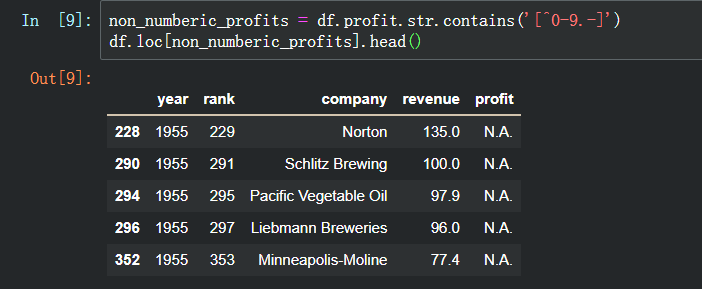 In [9]: non_numberic_profits = df.profit.str.contains('[^0-9.-]')
df.loc[non_numberic_profits].head()
Out[9]:
year rank company revenue profit
228 1955 229 Norton 135.0 N.A.
290 1955 291 Schlitz Brewing 100.0 N.A.
294 1955 295 Pacific Vegetable Oil 97.9 N.A.
296 1955 297 Liebmann Breweries 96.0 N.A.
352 1955 353 Minneapolis-Moline 77.4 N.A.